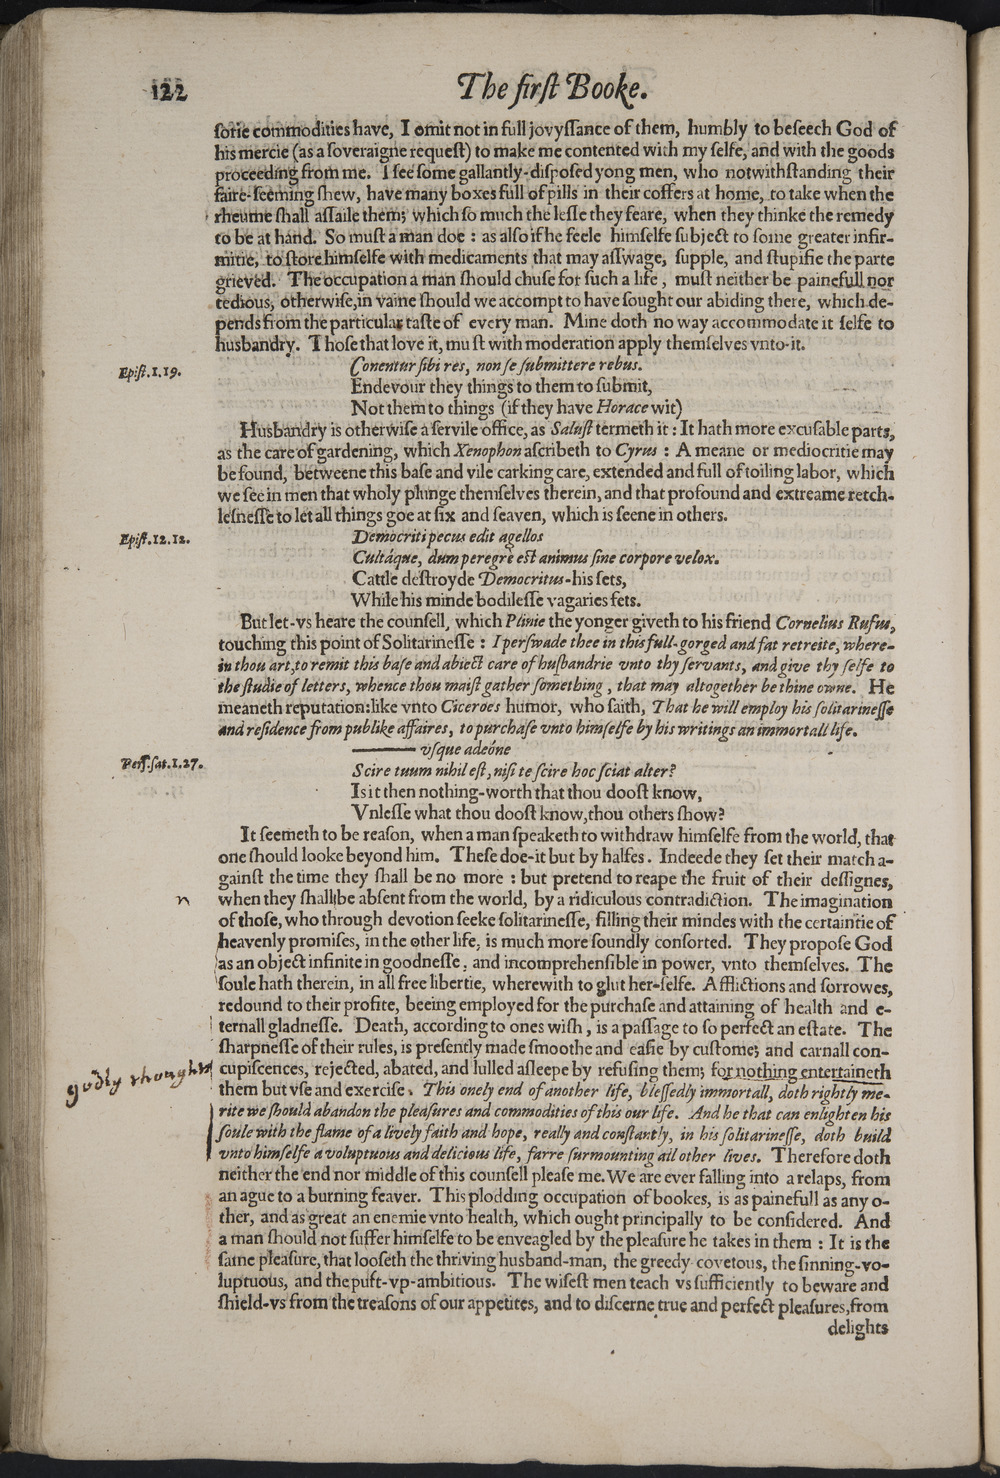 122
The firſt Booke.
ſorie commodities have, I omit not in full jovyſſance of them, humbly to beſeech God of
his mercie (as a ſoveraigne requeſt) to make me contented with my ſelfe, and with the goods
proceeding from me. I ſee ſome gallantly-diſpoſed yong men, who notwithſtanding their
faire-ſeeming ſhew, have many boxes full of pills in their coffers at home, to take when the
rheume ſhall aſſaile them; which ſo much the leſſe they feare, when they thinke the remedy
to be at hand. So muſt a man doe : as alſo if he feele himſelfe ſubject to ſome greater infir-
mitie, to ſtore himſelfe with medicaments that may aſſwage, ſupple, and ſtupifie the parte
grieved. The occupation a man ſhould chuſe for ſuch a life , muſt neither be painefull nor
tedious, otherwiſe, in vaine ſhould we accompt to have ſought our abiding there, which de-
pends from the particular taſte of every man. Mine doth no way accommodate it ſelfe to
husbandry. Thoſe that love it, muſt with moderation apply themſelves vnto-it.
Epiſt.1.19.
Conentur ſibi res, non ſe ſubmittere rebus.
Endevour they things to them to ſubmit,
Not them to things (if they have Horace wit)
Husbandry is otherwiſe a ſervile office, as Saluſt termeth it : It hath more excuſable parts,
as the care of gardening, which Xenophon aſcribeth to Cyrus : A meane or mediocritie may
be found, betweene this baſe and vile carking care, extended and full of toiling labor, which
we ſee in men that wholy plunge themſelves therein, and that profound and extreame retch-
leſneſſe to let all things goe at ſix and ſeaven, which is ſeene in others.
Epiſt.12.12.
Democriti pecus edit agellos
Cultáque, dum peregrè eſt animus ſine corpore velox.
Cattle deſtroyde Democritus-his ſets,
While his minde bodileſſe vagaries fets.
But let-vs heare the counſell, which Plinie the yonger giveth to his friend Cornelius Rufus,
touching this point of Solitarineſſe : I perſwade thee in this full-gorged and fat retreite, where-
in thou art, to remit this baſe and abiect care of huſbandrie vnto thy ſervants, and give thy ſelfe to
the ſtudie of letters, whence thou maiſt gather ſomething , that may altogether be thine owne. He
meaneth reputation: like vnto Ciceroes humor, who ſaith, That he will employ his ſolitarineſſe
and reſidence from publike affaires, to purchaſe vnto himſelfe by his writings an immortall life.
——— vſque adeóne
Perſ.ſat.1.27.
Scire tuum nihil eſt, niſi te ſcire hoc ſciat alter?
Is it then nothing-worth that thou dooſt know,
Vnleſſe what thou dooſt know, thou others ſhow?
It ſeemeth to be reaſon, when a man ſpeaketh to withdraw himſelfe from the world, that
one ſhould looke beyond him. Theſe doe-it but by halfes. Indeede they ſet their match a-
gainſt the time they ſhall be no more : but pretend to reape the fruit of their deſſignes,
when they ſhall be abſent from the world, by a ridiculous contradiction. The imagination
of thoſe, who through devotion ſeeke ſolitarineſſe, filling their mindes with the certaintie of
heavenly promiſes, in the other life, is much more ſoundly conſorted. They propoſe God
as an object infinite in goodneſſe, and incomprehenſible in power, vnto themſelves. The
ſoule hath therein, in all free libertie, wherewith to glut her-ſelfe. Afflictions and ſorrowes,
redound to their profite, beeing employed for the purchaſe and attaining of health and e-
ternall gladneſſe. Death, according to ones wiſh , is a paſſage to ſo perfect an eſtate. The
ſharpneſſe of their rules, is preſently made ſmoothe and eaſie by cuſtome; and carnall con-
godly thoughts
cupiſcences, rejected, abated, and lulled aſleepe by refuſing them; for nothing entertaineth
them but vſe and exerciſe. This onely end of another life, bleſſedly immortall, doth rightly me-
rite we ſhould abandon the pleaſures and commodities of this our life. And he that can enlighten his
ſoule with the flame of a lively faith and hope, really and conſtantly, in his ſolitarineſſe, doth build
vnto himſelfe a voluptuous and delicious life, farre ſurmounting all other lives. Therefore doth
neither the end nor middle of this counſell pleaſe me. We are ever falling into a relaps, from
an ague to a burning feaver. This plodding occupation of bookes, is as painefull as any o-
ther, and as great an enemie vnto health, which ought principally to be conſidered. And
a man ſhould not ſuffer himſelfe to be enveagled by the pleaſure he takes in them : It is the
ſame pleaſure, that looſeth the thriving husband-man, the greedy-covetous, the ſinning-vo-
luptuous, and the puft-vp-ambitious. The wiſeſt men teach vs ſufficiently to beware and
ſhield-vs from the treaſons of our appetites, and to diſcerne true and perfect pleaſures, from
delights